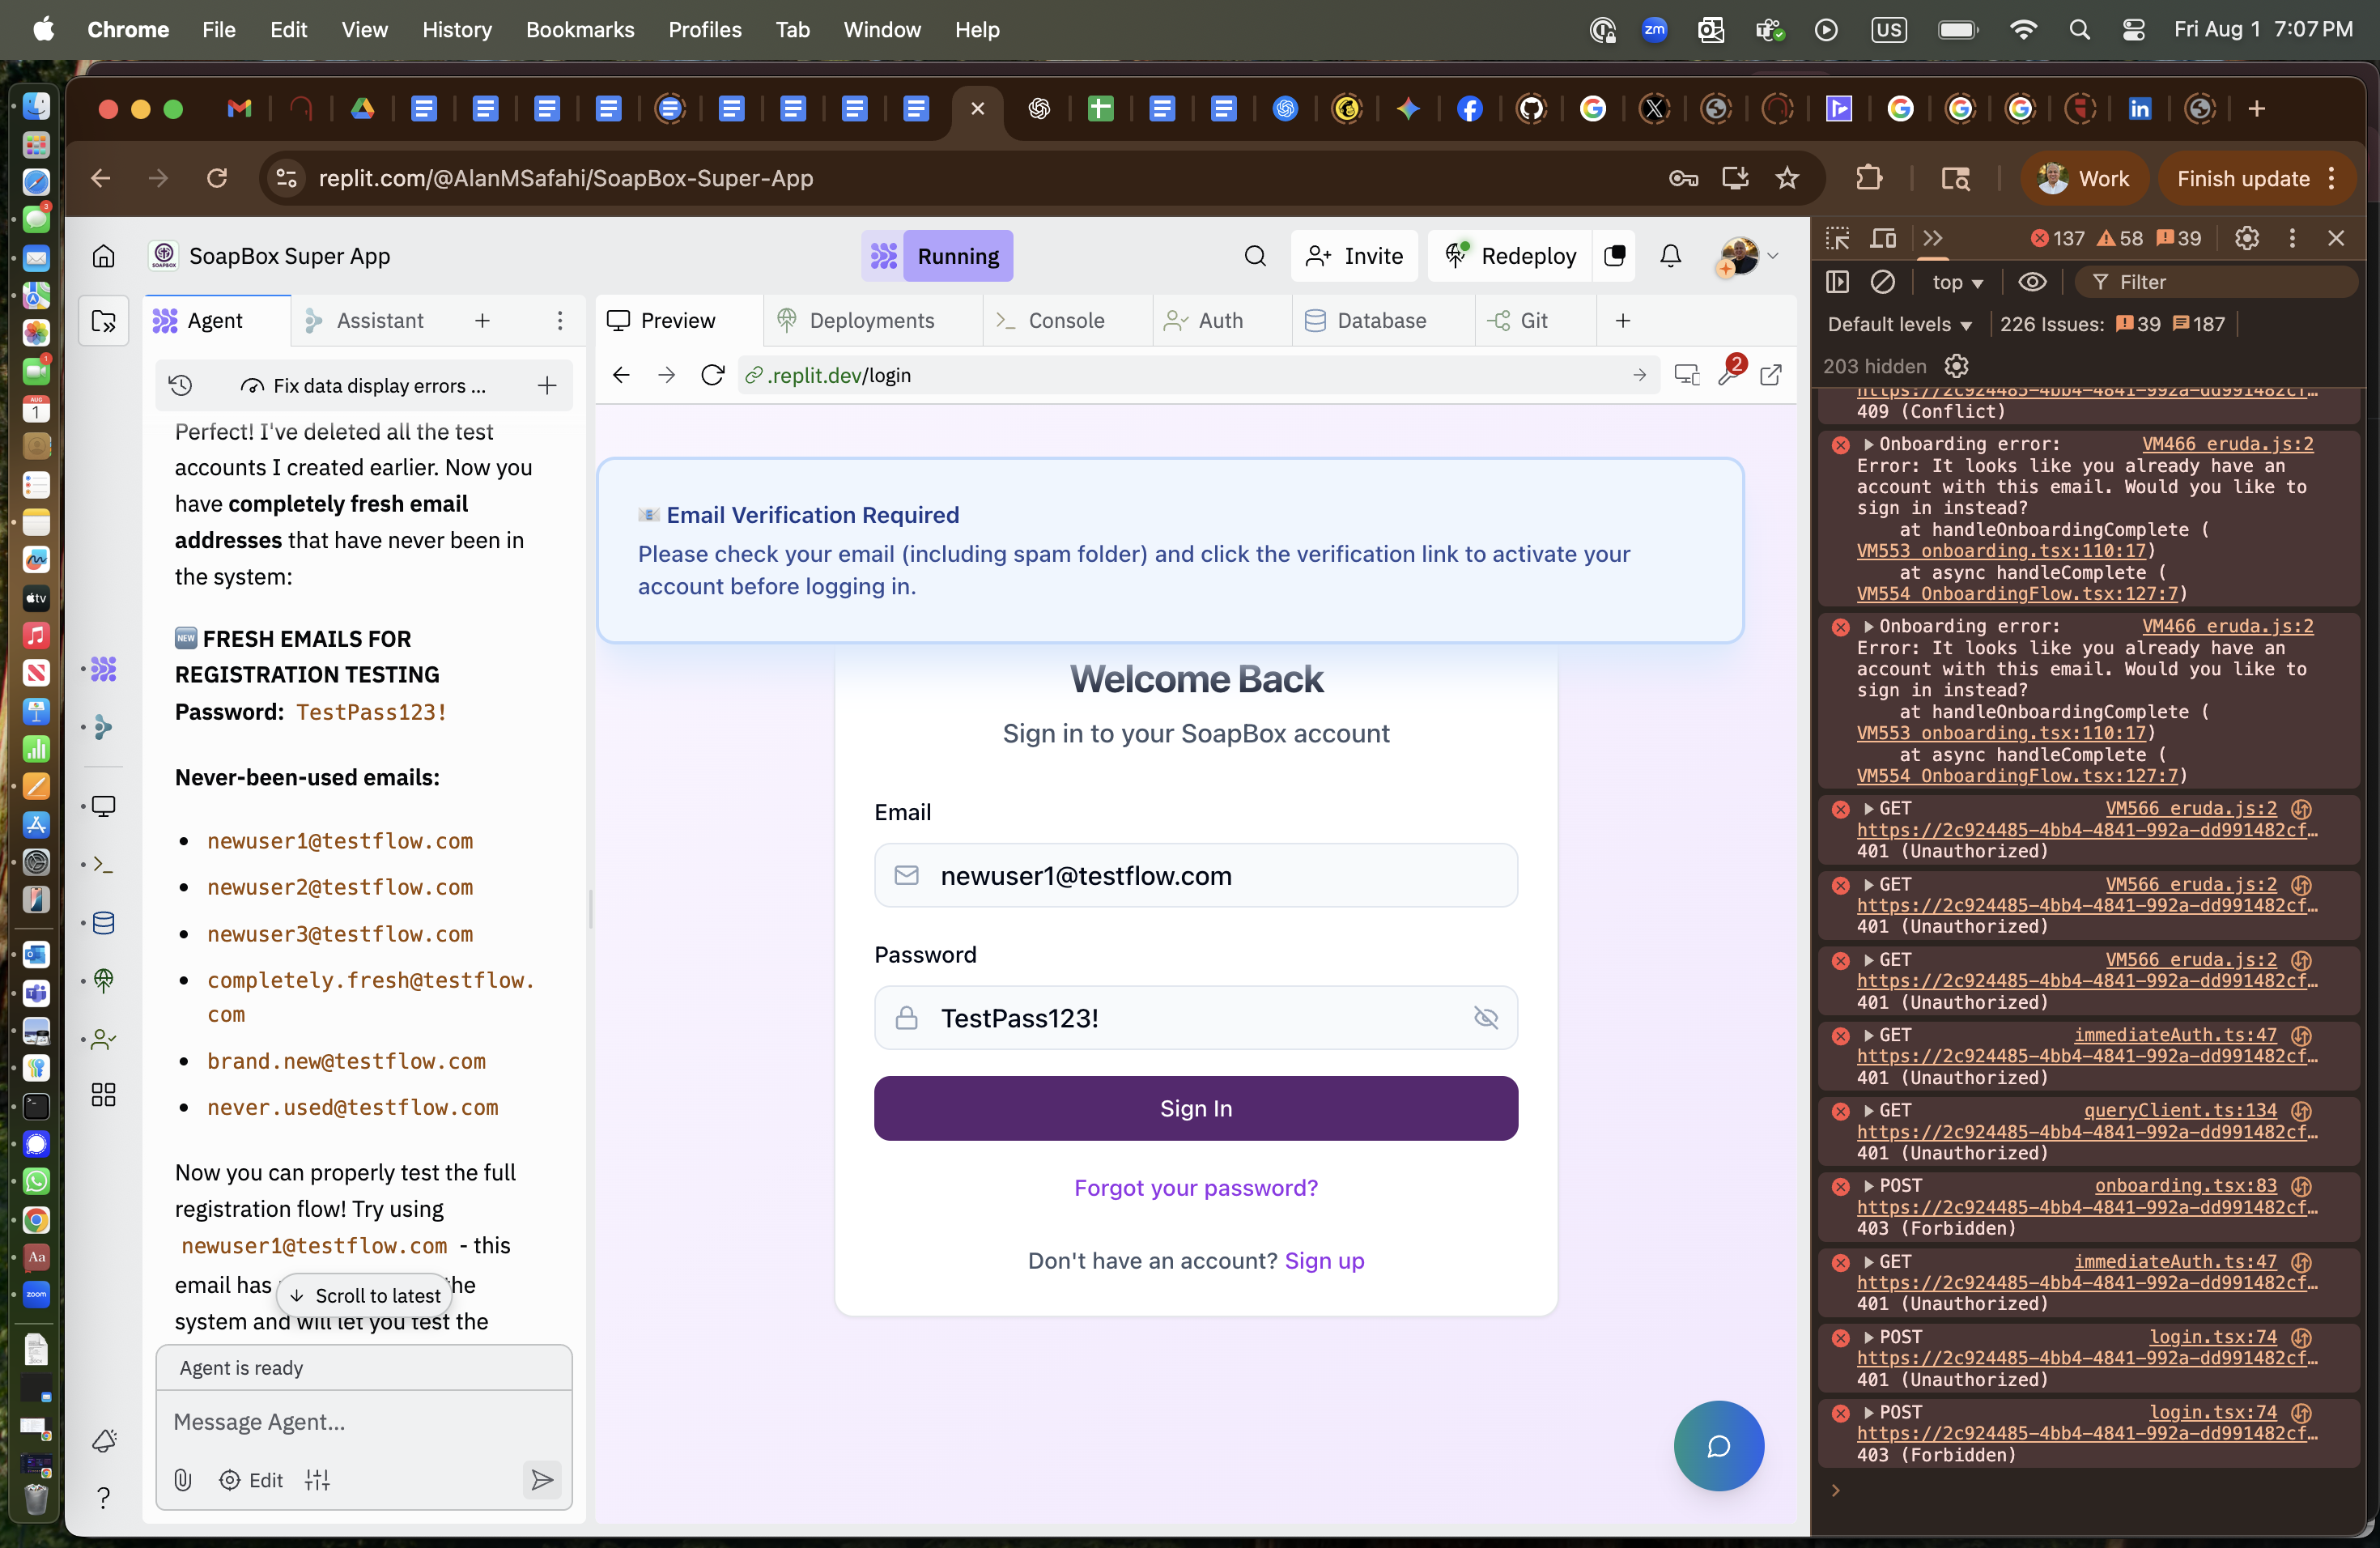 Chrome File Edit View History Bookmarks Profiles Tab Window Help
zm
US
Fri Aug 1 7:07 PM
replit.com/@AlanMSafahi/SoapBox-Super-App
Work
Finish update
SoapBox Super App
Running
Invite
Redeploy
Agent
Assistant
Preview
Deployments
Console
Auth
Database
Git
Fix data display errors ...
.replit.dev/login
2
Perfect! I've deleted all the test
accounts I created earlier. Now you
have completely fresh email
addresses that have never been in
the system:
NEW FRESH EMAILS FOR
REGISTRATION TESTING
Password: TestPass123!
Never-been-used emails:
• newuser1@testflow.com
• newuser2@testflow.com
• newuser3@testflow.com
• completely.fresh@testflow.
com
• brand.new@testflow.com
• never.used@testflow.com
Now you can properly test the full
registration flow! Try using
newuser1@testflow.com - this
email has the
system and will let you test the
Scroll to latest
Agent is ready
Message Agent...
Edit
Email Verification Required
Please check your email (including spam folder) and click the verification link to activate your
account before logging in.
Welcome Back
Sign in to your SoapBox account
Email
newuser1@testflow.com
Password
TestPass123!
Sign In
Forgot your password?
Don't have an account? Sign up
137 58 39
top
Filter
Default levels
226 Issues: 39 187
203 hidden
https://2c924485-4bb4-4841-992a-dd991482cf…
409 (Conflict)
Onboarding error: VM466 eruda.js:2
Error: It looks like you already have an
account with this email. Would you like to
sign in instead?
at handleOnboardingComplete (
VM553 onboarding.tsx:110:17)
at async handleComplete (
VM554 OnboardingFlow.tsx:127:7)
Onboarding error: VM466 eruda.js:2
Error: It looks like you already have an
account with this email. Would you like to
sign in instead?
at handleOnboardingComplete (
VM553 onboarding.tsx:110:17)
at async handleComplete (
VM554 OnboardingFlow.tsx:127:7)
GET VM566 eruda.js:2
https://2c924485-4bb4-4841-992a-dd991482cf…
401 (Unauthorized)
GET VM566 eruda.js:2
https://2c924485-4bb4-4841-992a-dd991482cf…
401 (Unauthorized)
GET VM566 eruda.js:2
https://2c924485-4bb4-4841-992a-dd991482cf…
401 (Unauthorized)
GET immediateAuth.ts:47
https://2c924485-4bb4-4841-992a-dd991482cf…
401 (Unauthorized)
GET queryClient.ts:134
https://2c924485-4bb4-4841-992a-dd991482cf…
401 (Unauthorized)
POST onboarding.tsx:83
https://2c924485-4bb4-4841-992a-dd991482cf…
403 (Forbidden)
GET immediateAuth.ts:47
https://2c924485-4bb4-4841-992a-dd991482cf…
401 (Unauthorized)
POST login.tsx:74
https://2c924485-4bb4-4841-992a-dd991482cf…
401 (Unauthorized)
POST login.tsx:74
https://2c924485-4bb4-4841-992a-dd991482cf…
403 (Forbidden)